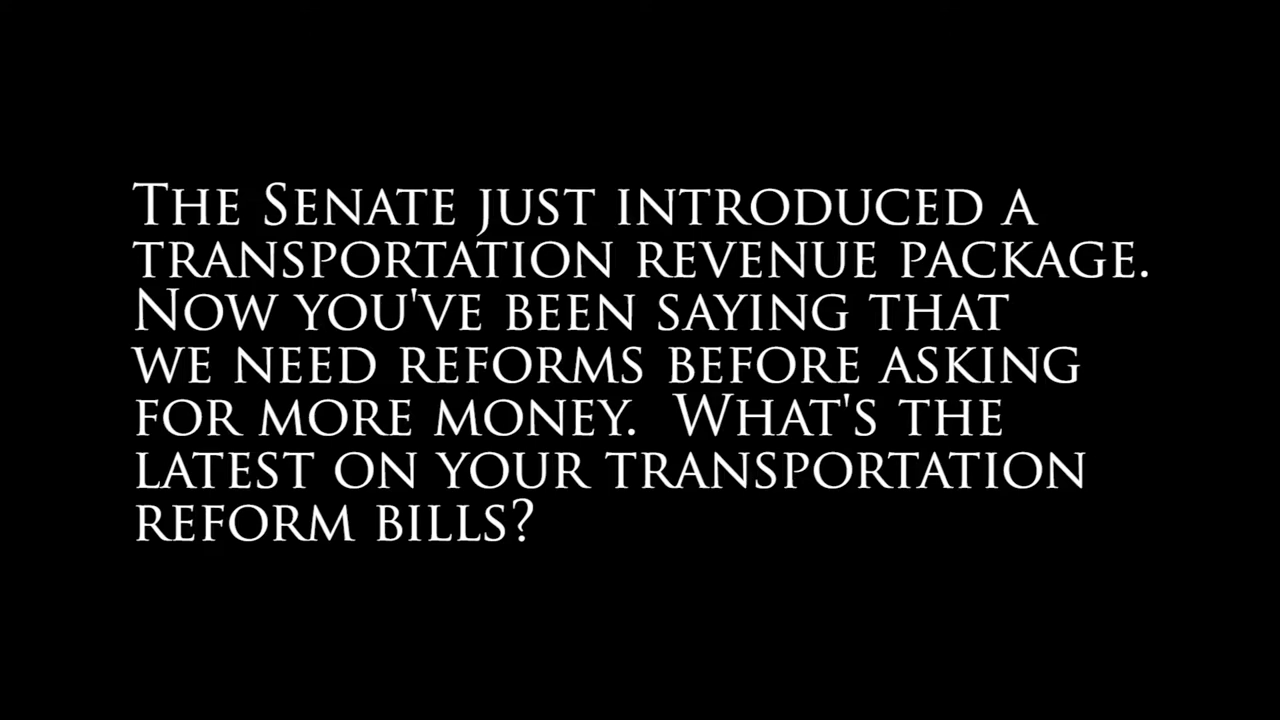 The Senate just introduced a
transportation revenue package.
Now you've been saying that
we need reforms before asking
for more money.  What's the
latest on your transportation
reform bills?